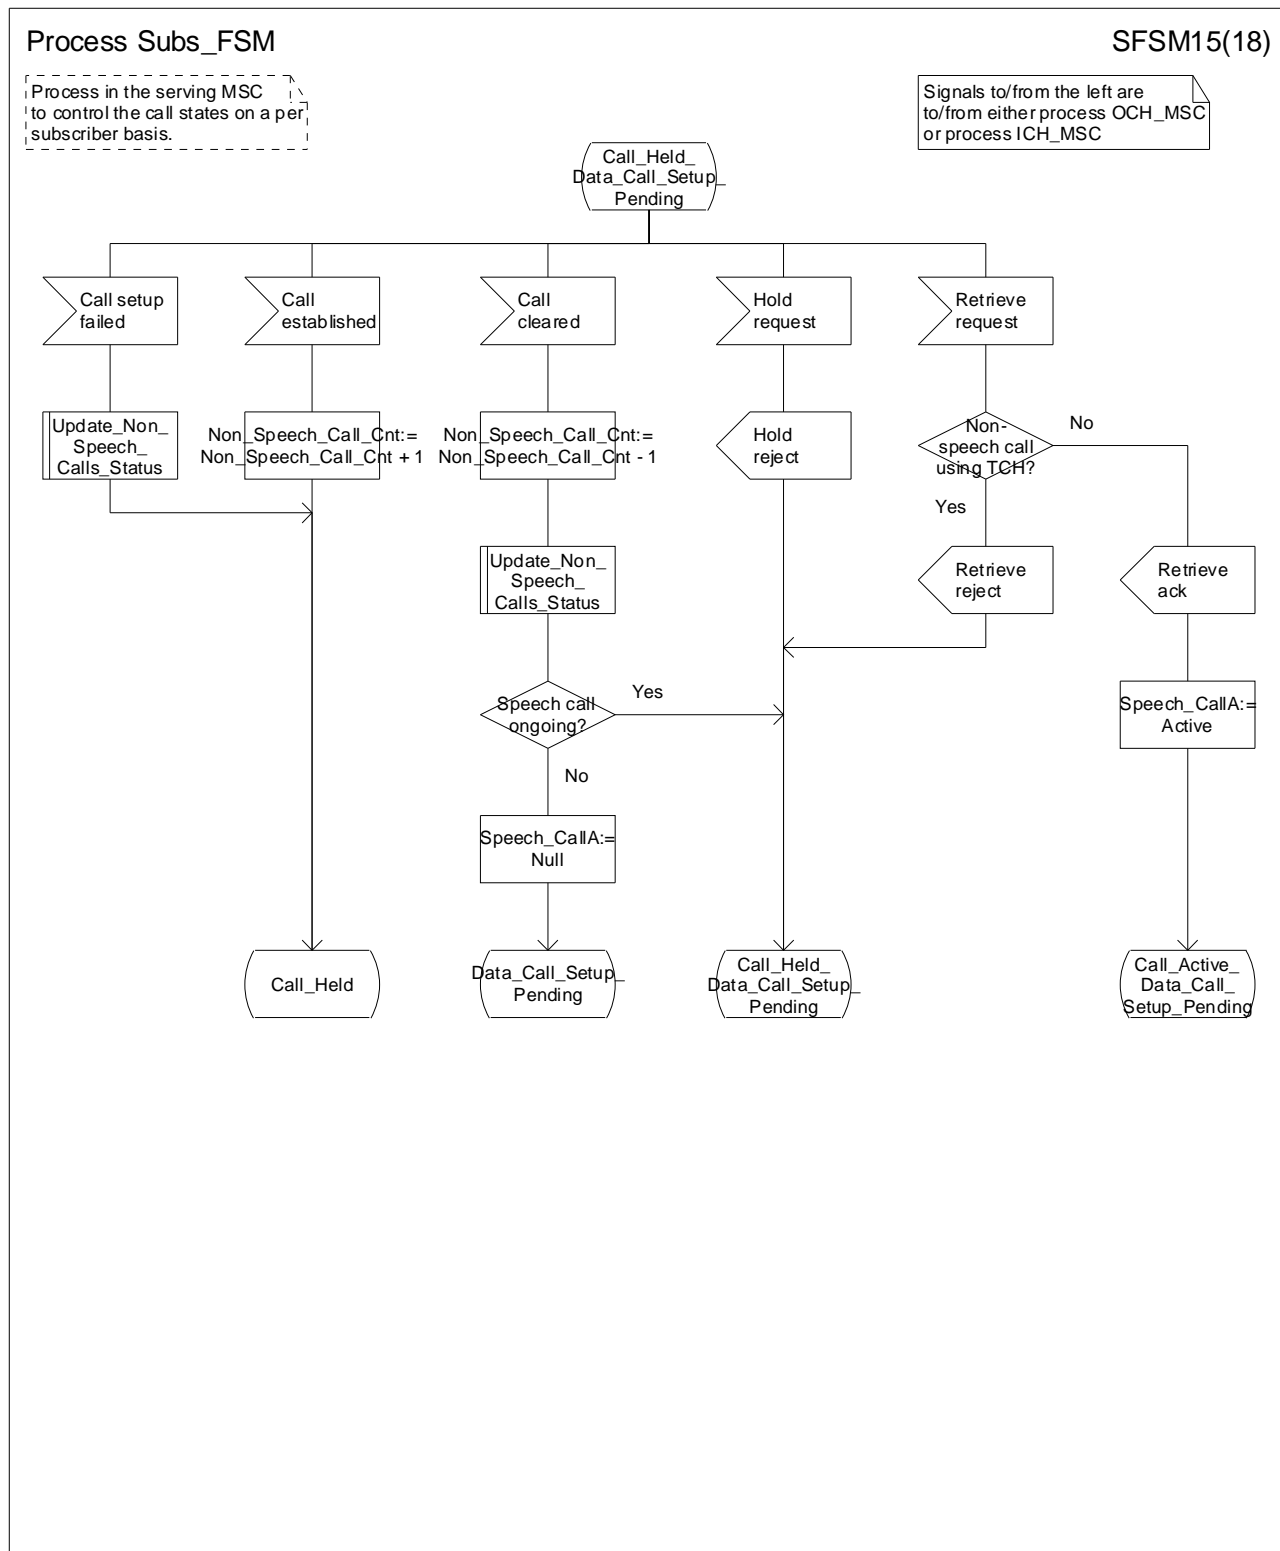 Process Subs_FSM
SFSM15(18)
Process in the serving MSC
to control the call states on a per
subscriber basis.
Signals to/from the left are
to/from either process OCH_MSC
or process ICH_MSC
Call_Held_
Data_Call_Setup_
Pending
Call setup
failed
Call
established
Call
cleared
Hold
request
Retrieve
request
Update_Non_
Speech_
Calls_Status
Non_Speech_Call_Cnt:=
Non_Speech_Call_Cnt + 1
Non_Speech_Call_Cnt:=
Non_Speech_Call_Cnt - 1
Hold
reject
Non-
speech call
using TCH?
No
Yes
Update_Non_
Speech_
Calls_Status
Retrieve
reject
Retrieve
ack
Speech call
ongoing?
Yes
No
Speech_CallA:=
Active
Speech_CallA:=
Null
Call_Held
Data_Call_Setup_
Pending
Call_Held_
Data_Call_Setup_
Pending
Call_Active_
Data_Call_
Setup_Pending